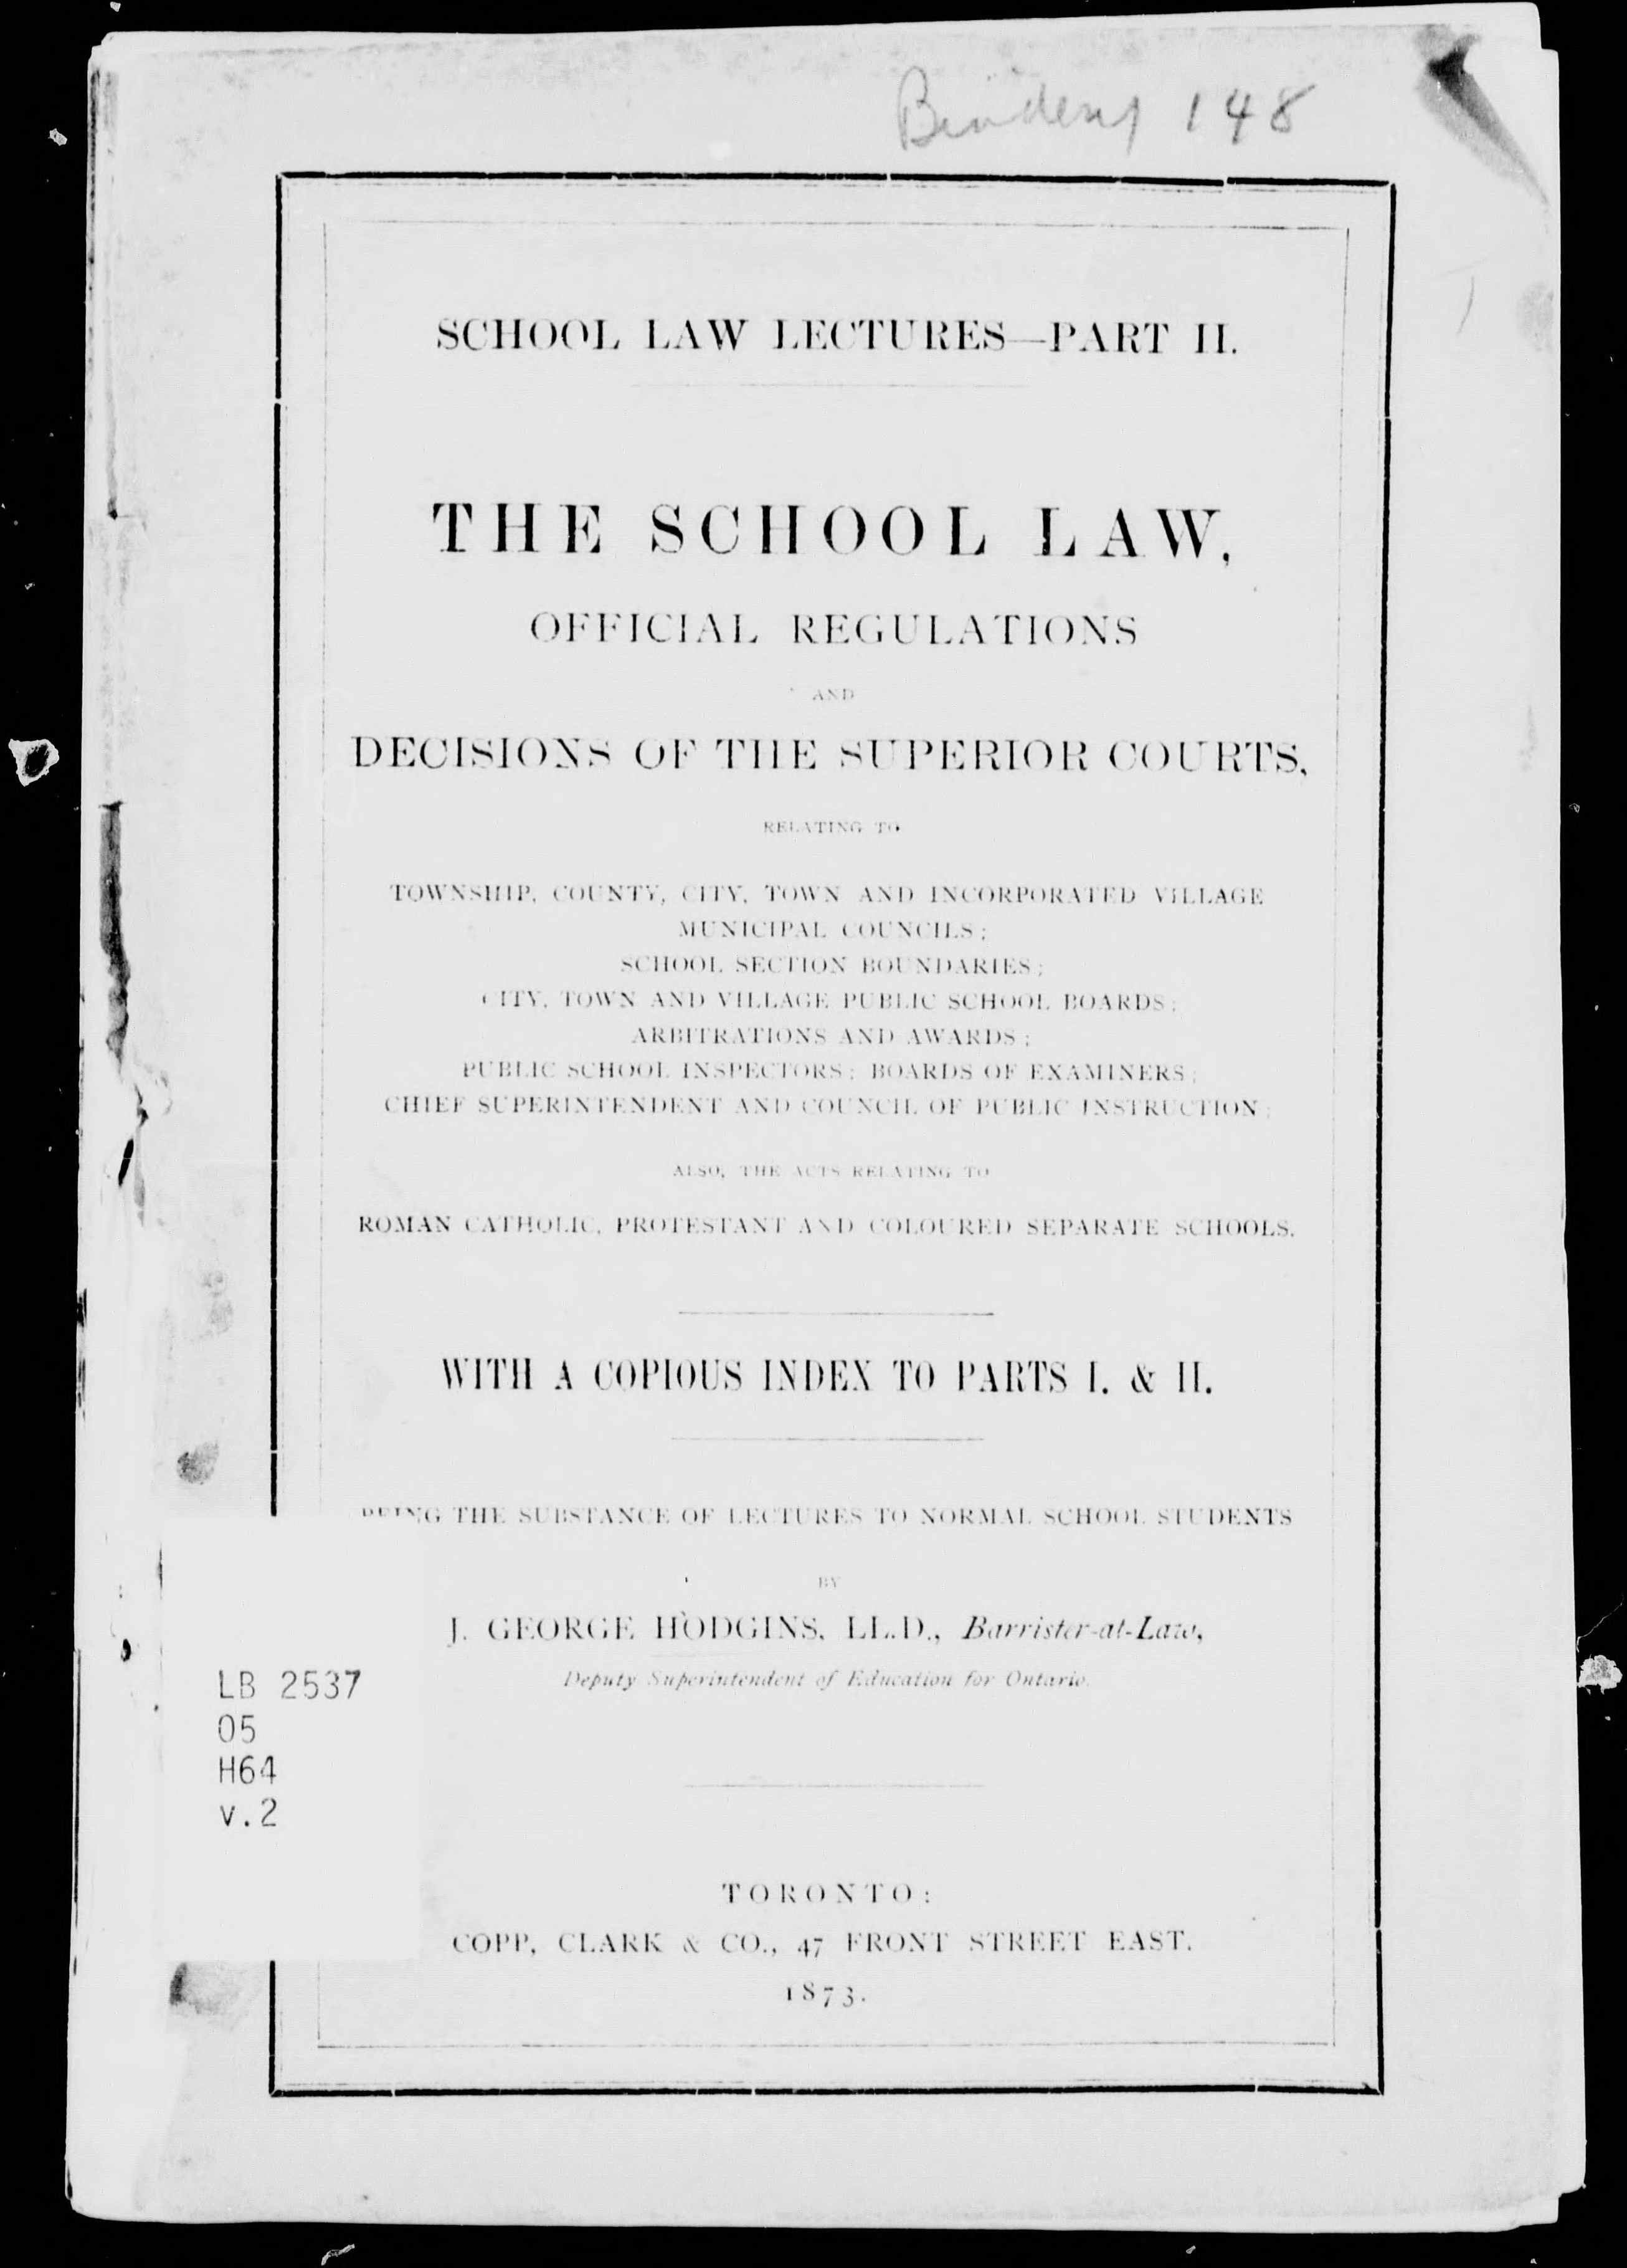 Bindery 148
SCHOOL LAW LECTURES—PART II.
THE SCHOOL LAW,
OFFICIAL REGULATIONS
AND
DECISIONS OF THE SUPERIOR COURTS,
RELATING TO
TOWNSHIP, COUNTY, CITY, TOWN AND INCORPORATED VILLAGE
MUNICIPAL COUNCILS;
SCHOOL SECTION BOUNDARIES;
CITY, TOWN AND VILLAGE PUBLIC SCHOOL BOARDS;
ARBITRATIONS AND AWARDS;
PUBLIC SCHOOL INSPECTORS; BOARDS OF EXAMINERS;
CHIEF SUPERINTENDENT AND COUNCIL OF PUBLIC INSTRUCTION;
ALSO, THE ACTS RELATING TO
ROMAN CATHOLIC, PROTESTANT AND COLOURED SEPARATE SCHOOLS.
WITH A COPIOUS INDEX TO PARTS I. & II.
BEING THE SUBSTANCE OF LECTURES TO NORMAL SCHOOL STUDENTS
BY
J. GEORGE HODGINS, LL.D., Barrister-at-Law,
Deputy Superintendent of Education for Ontario.
LB 2537
O5
H64
v.2
TORONTO:
COPP, CLARK & CO., 47 FRONT STREET EAST.
1873.